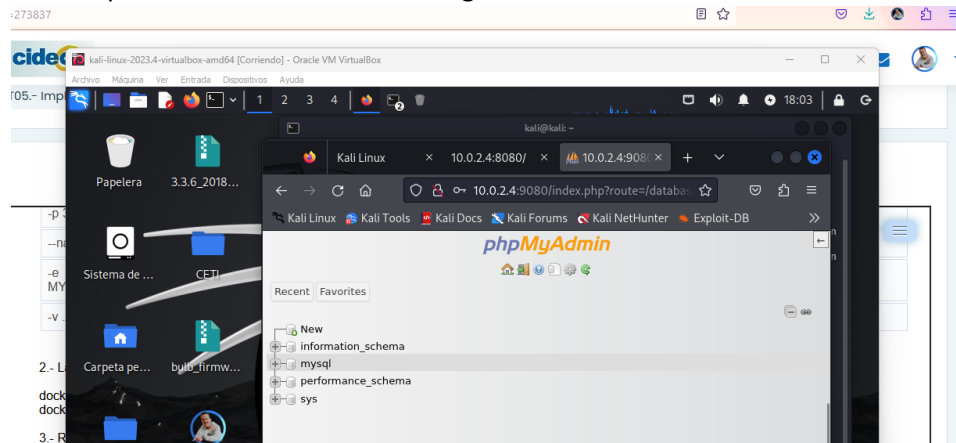 =273837
cidec
kali-linux-2023.4-virtualbox-amd64 [Corriendo] - Oracle VM VirtualBox
Archivo Máquina Ver Entrada Dispositivos Ayuda
T05.- Impl
1 2 3 4
2
18:03
kali@kali: ~
Kali Linux
10.0.2.4:8080/
10.0.2.4:9080
Papelera
3.3.6_2018...
10.0.2.4:9080/index.php?route=/databas
Kali Linux Kali Tools Kali Docs Kali Forums Kali NetHunter Exploit-DB
-p 3
--na
phpMyAdmin
-e
MY
Sistema de ...
CETI
Recent Favorites
-v .
New
information_schema
mysql
2.- L
Carpeta pe...
bulb_firmw...
performance_schema
sys
dock
dock
3.- R